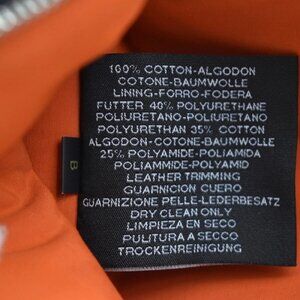 100% COTTON-ALGODON
COTONE-BAUMWOLLE
LINING-FORRO-FODERA
FUTTER 40% POLYURETHANE
POLIURETANO-POLIURETANO
POLYURETHAN 35% COTTON
ALGODON-COTONE-BAUMWOLLE
25% POLYAMIDE-POLIAMIDA
POLIAMMIDE-POLYAMID
LEATHER TRIMMING
GUARNICION CUERO
GUARNIZIONE PELLE-LEDERBESATZ
DRY CLEAN ONLY
LIMPIEZA EN SECO
PULITURA A SECCO
TROCKENREINIGUNG
B